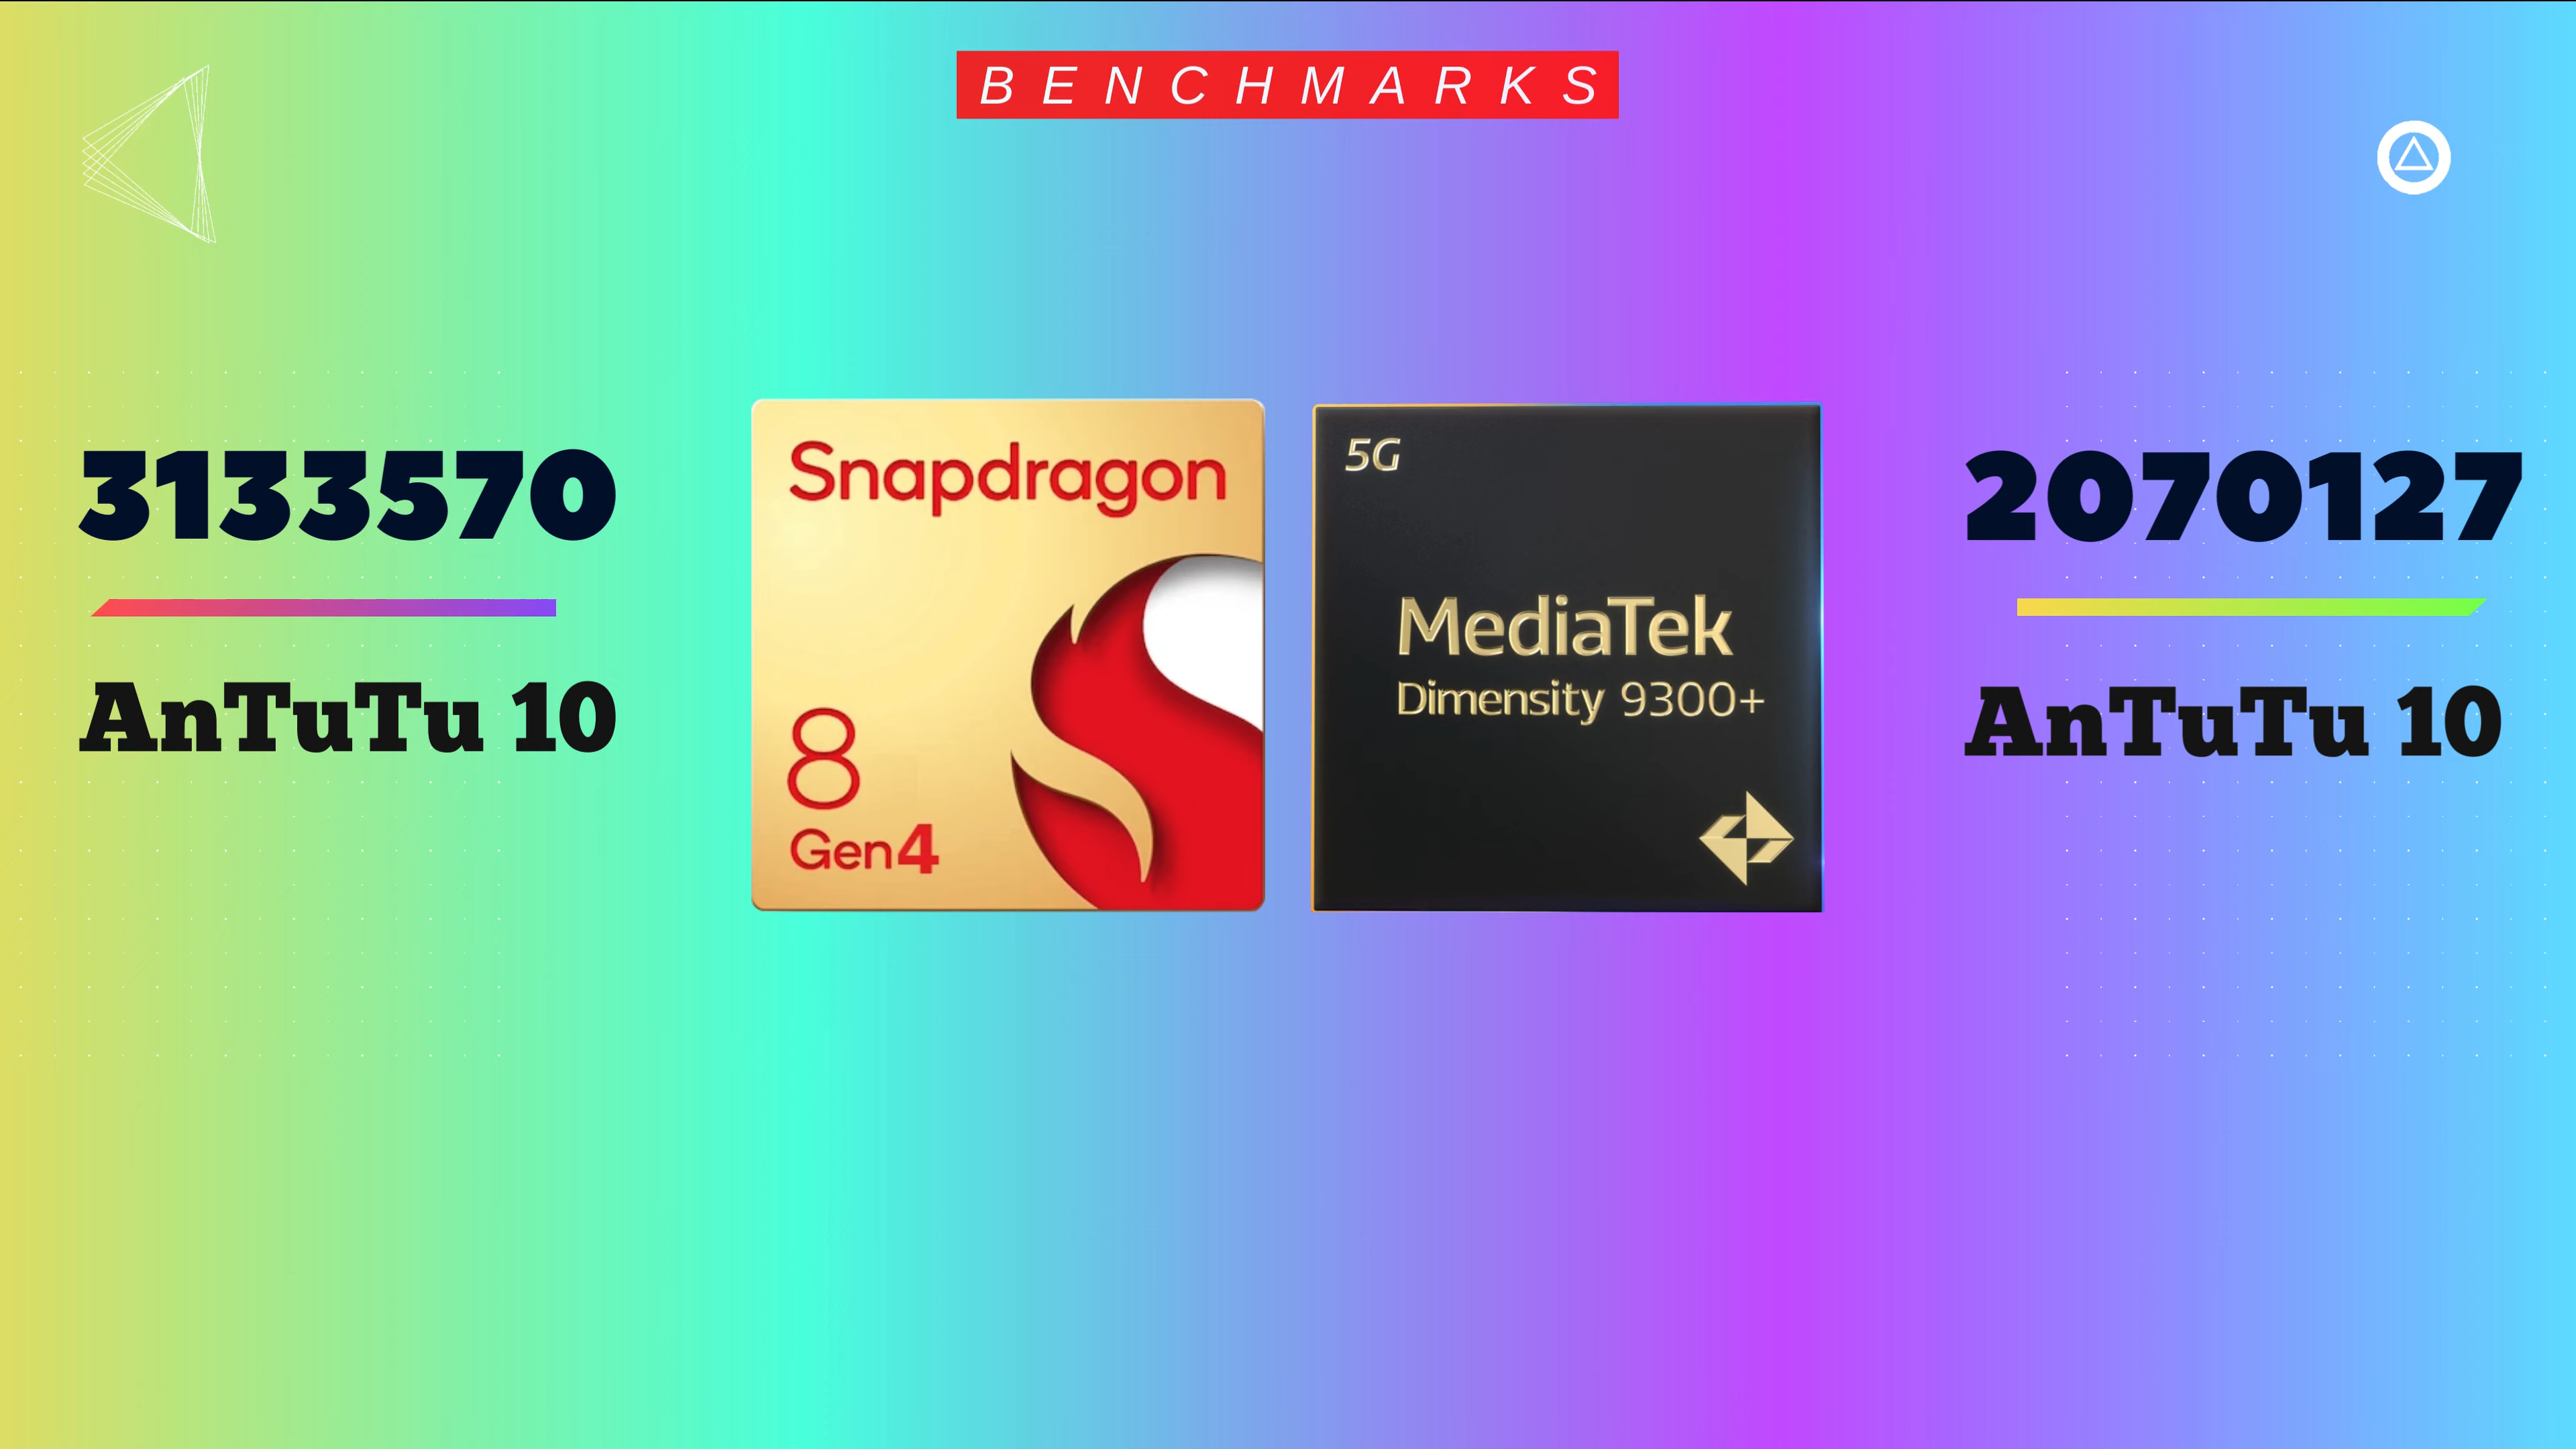 BENCHMARKS
3133570
AnTuTu 10
Snapdragon
8
Gen4
5G
MediaTek
Dimensity 9300+
2070127
AnTuTu 10